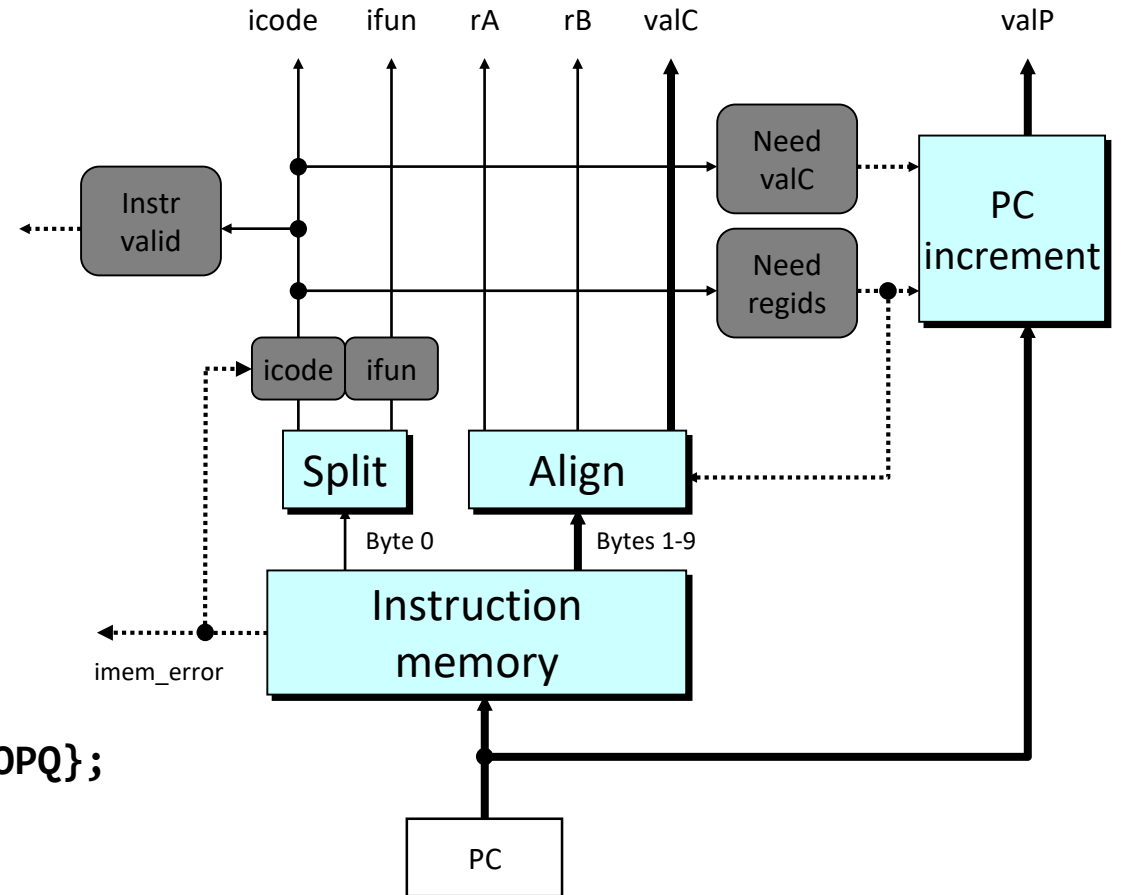 icode ifun rA rB valC valP
Need
valC
Instr
valid
PC
increment
Need
regids
icode ifun
Split Align
Byte 0 Bytes 1-9
Instruction
memory
imem_error
OPQ};
PC